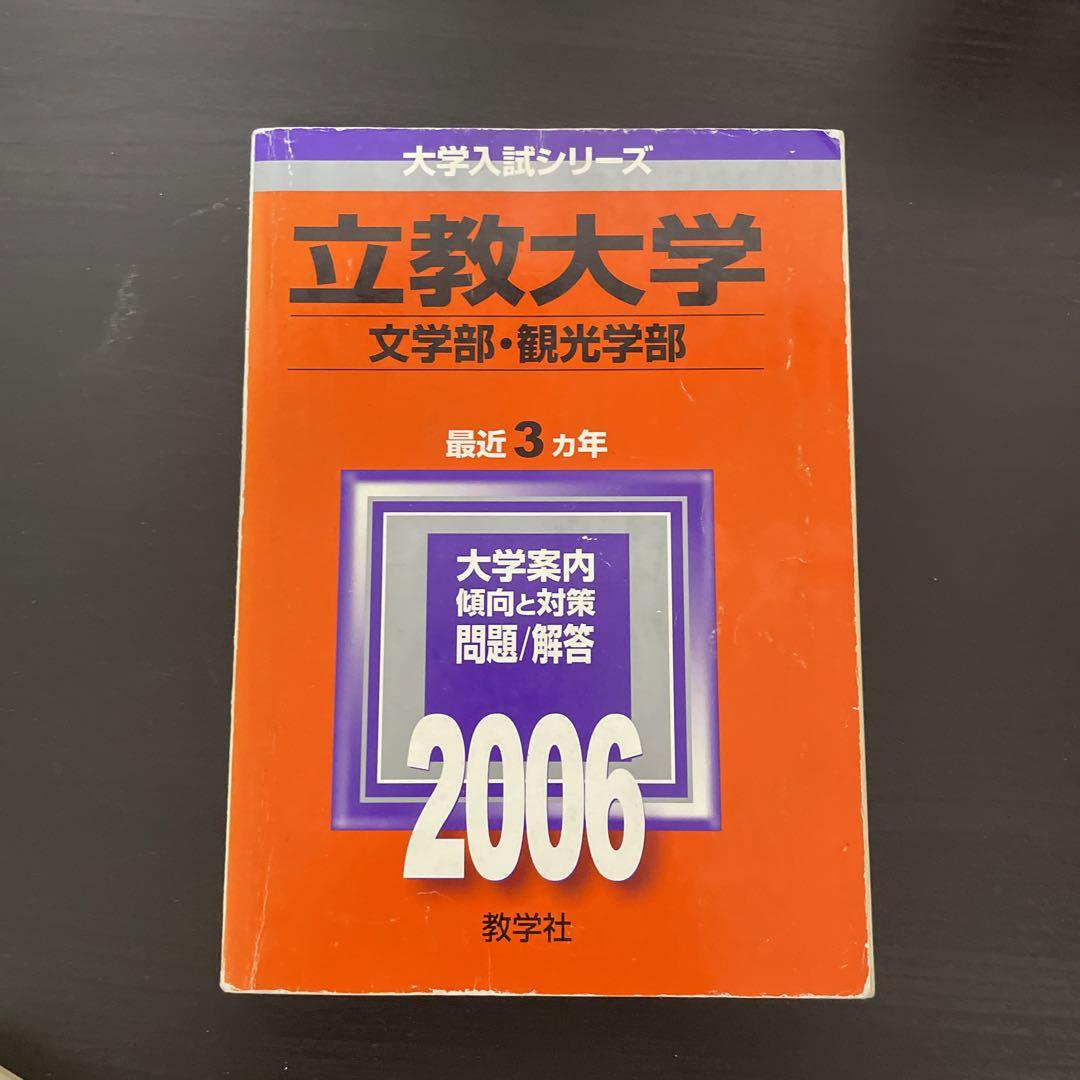 大学入試シリーズ
立教大学
文学部・観光学部
最近3ヵ年
大学案内
傾向と対策
問題/解答
2006
教学社